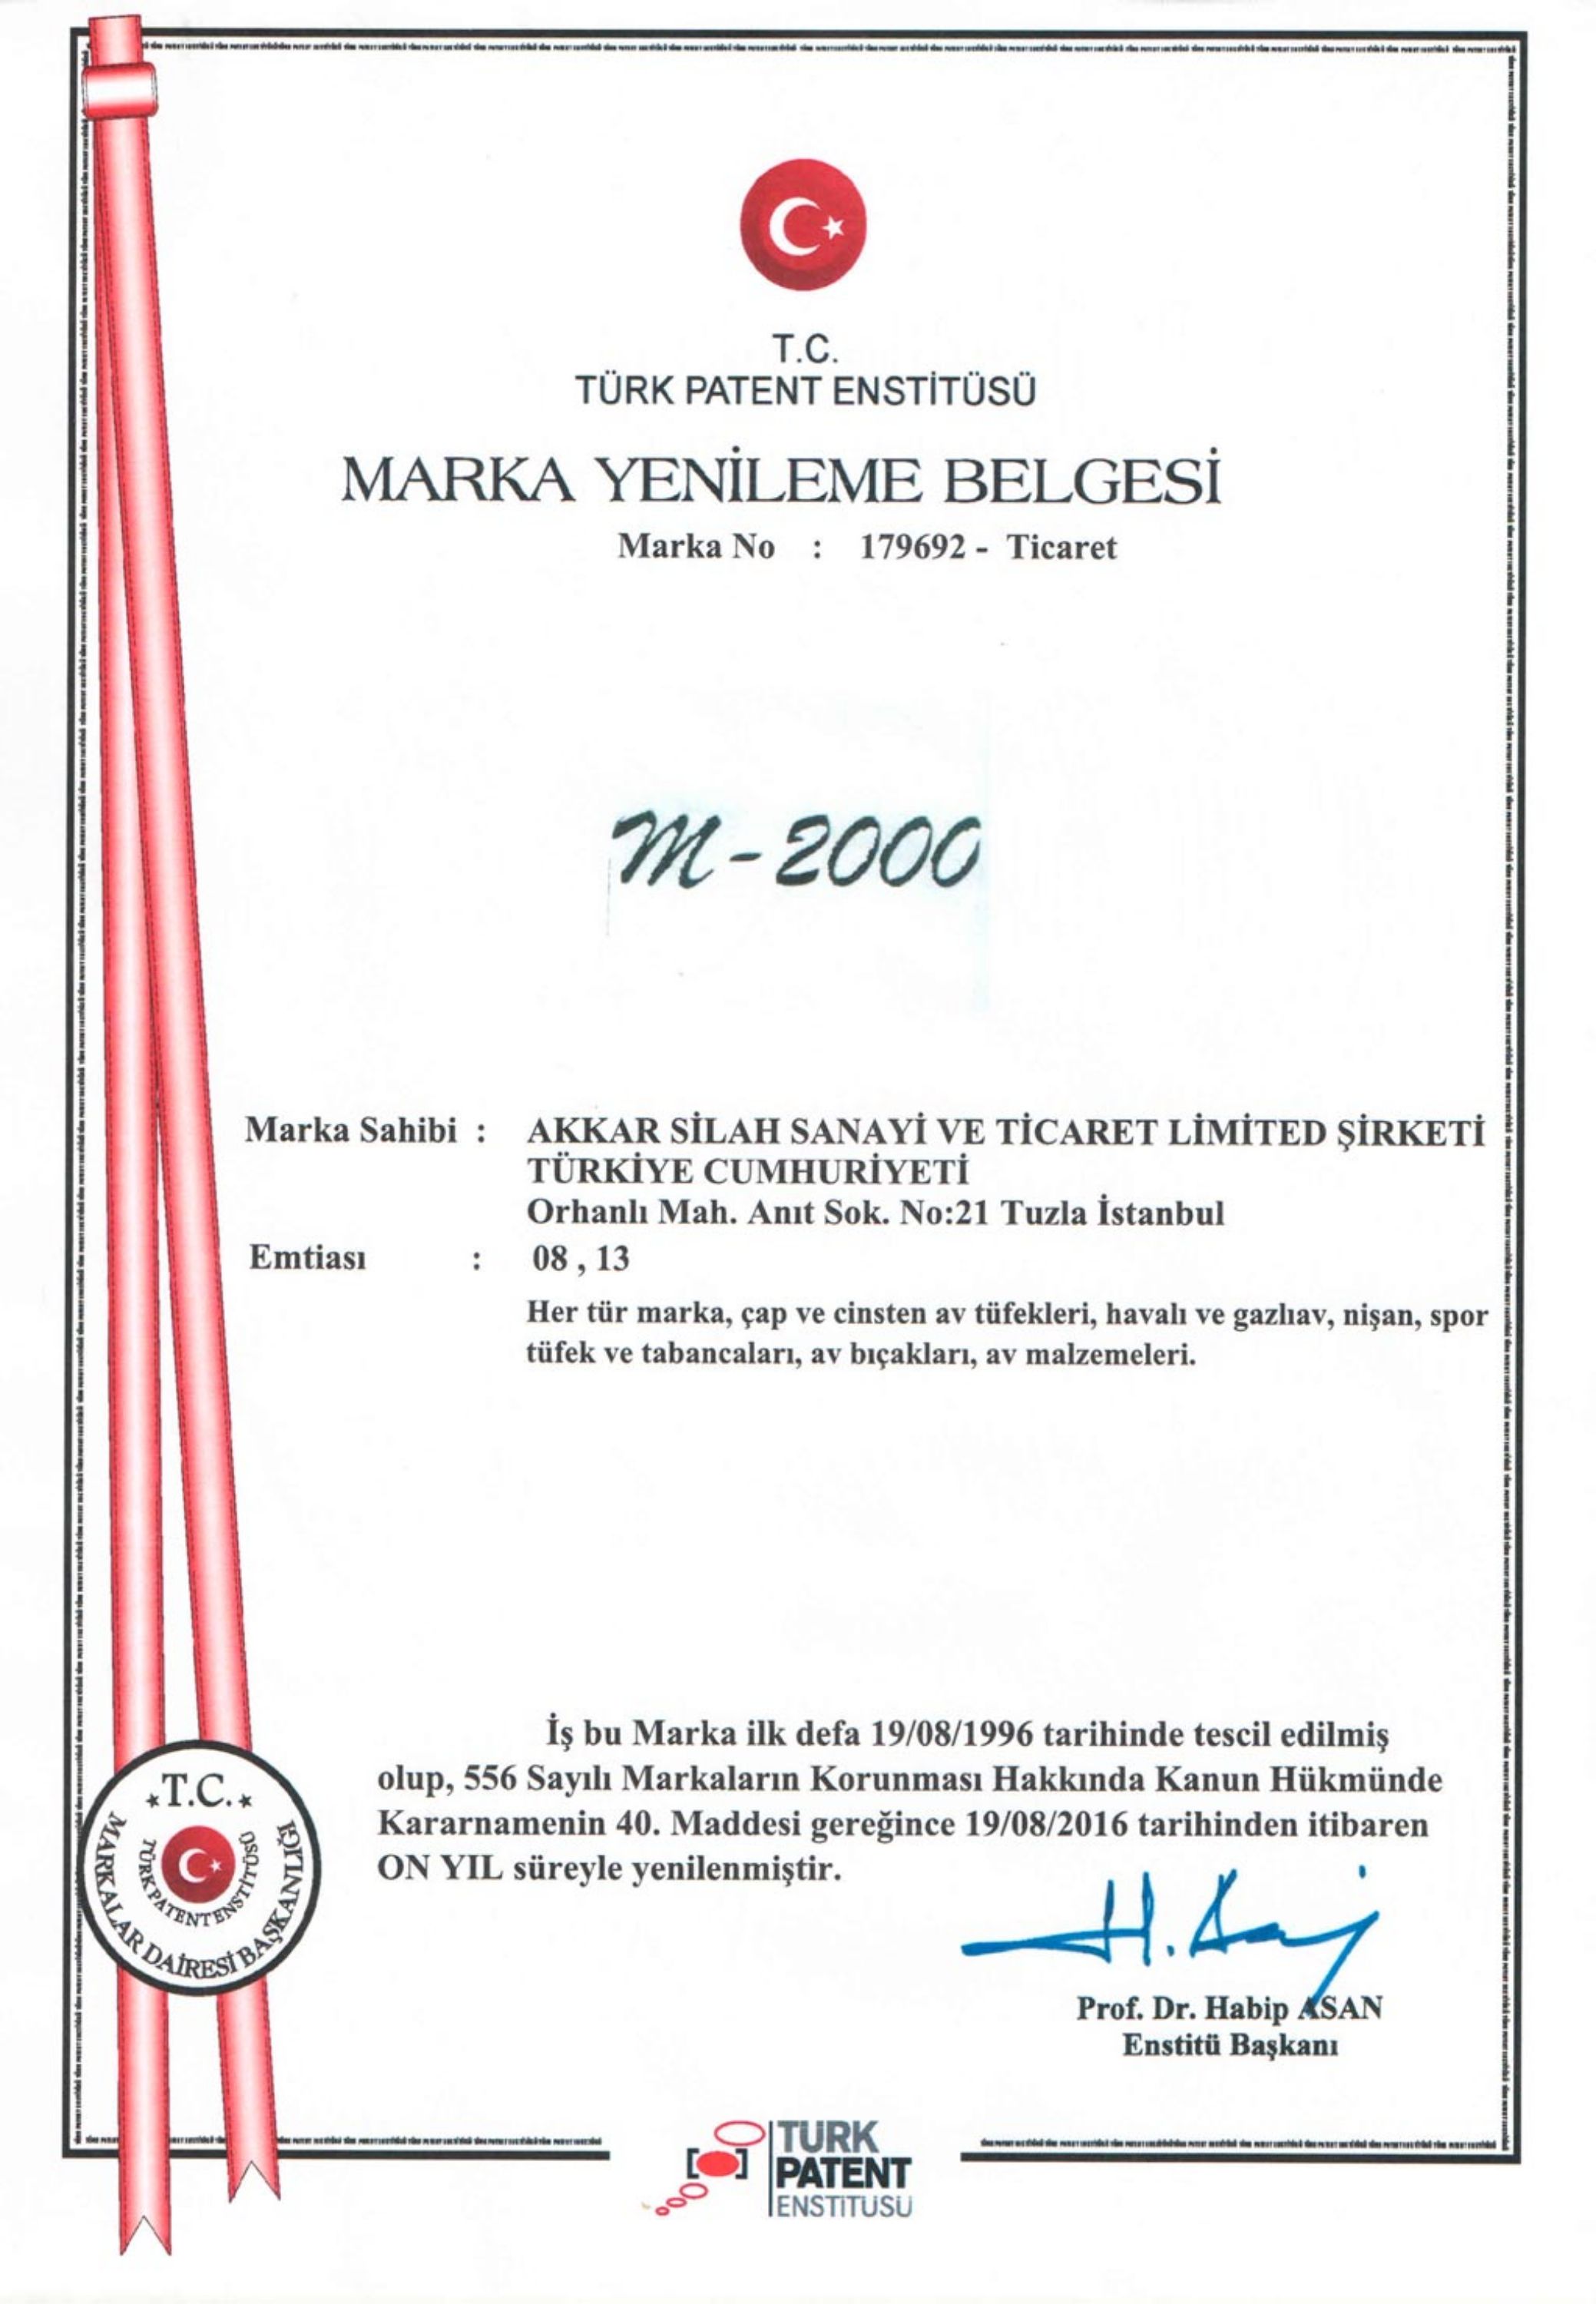 T.C.
TÜRK PATENT ENSTİTÜSÜ
MARKA YENİLEME BELGESİ
Marka No : 179692 - Ticaret
M-2000
Marka Sahibi : AKKAR SİLAH SANAYİ VE TİCARET LİMİTED ŞİRKETİ
TÜRKİYE CUMHURİYETİ
Orhanlı Mah. Anıt Sok. No:21 Tuzla İstanbul
Emtiası : 08 , 13
Her tür marka, çap ve cinsten av tüfekleri, havalı ve gazlıav, nişan, spor
tüfek ve tabancaları, av bıçakları, av malzemeleri.
İş bu Marka ilk defa 19/08/1996 tarihinde tescil edilmiş
olup, 556 Sayılı Markaların Korunması Hakkında Kanun Hükmünde
Kararnamenin 40. Maddesi gereğince 19/08/2016 tarihinden itibaren
ON YIL süreyle yenilenmiştir.
T.C.
TÜRK PATENT ENSTİTÜSÜ
MARKALAR DAİRESİ BAŞKANLIĞI
Prof. Dr. Habip ASAN
Enstitü Başkanı
TÜRK
PATENT
ENSTİTÜSÜ